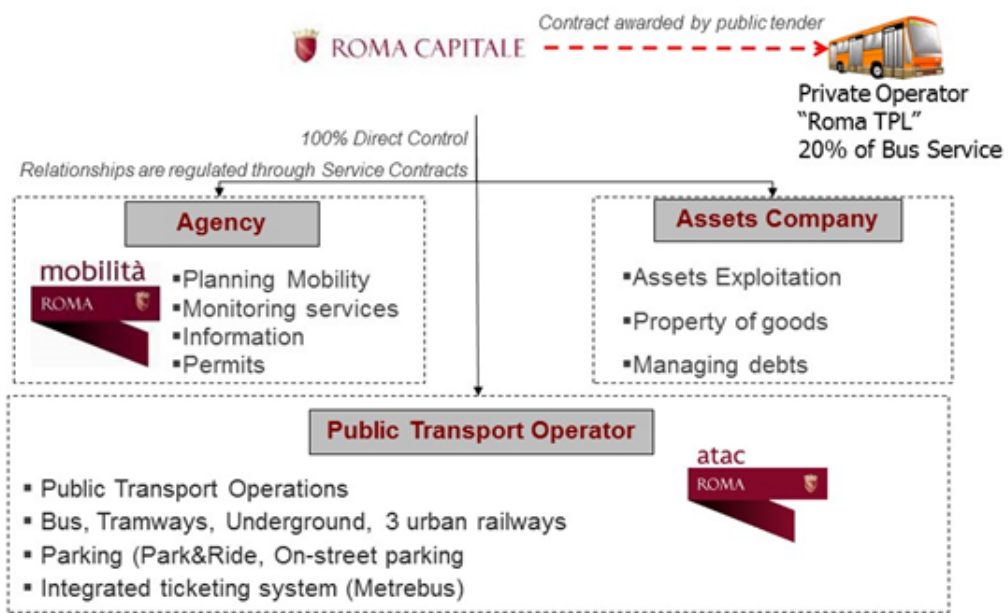 ROMA CAPITALE
Contract awarded by public tender
Private Operator
"Roma TPL"
20% of Bus Service
100% Direct Control
Relationships are regulated through Service Contracts
Agency
mobilità
ROMA
▪Planning Mobility
▪Monitoring services
▪Information
▪Permits
Assets Company
▪Assets Exploitation
▪Property of goods
▪Managing debts
Public Transport Operator
atac
ROMA
▪ Public Transport Operations
▪ Bus, Tramways, Underground, 3 urban railways
▪ Parking (Park&Ride, On-street parking
▪ Integrated ticketing system (Metrebus)